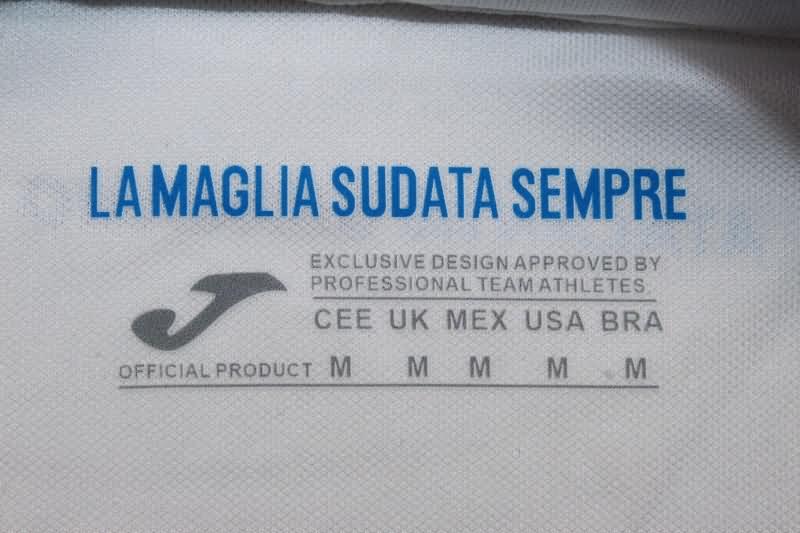 LA MAGLIA SUDATA SEMPRE
EXCLUSIVE DESIGN APPROVED BY
PROFESSIONAL TEAM ATHLETES
CEE UK MEX USA BRA
OFFICIAL PRODUCT M M M M M